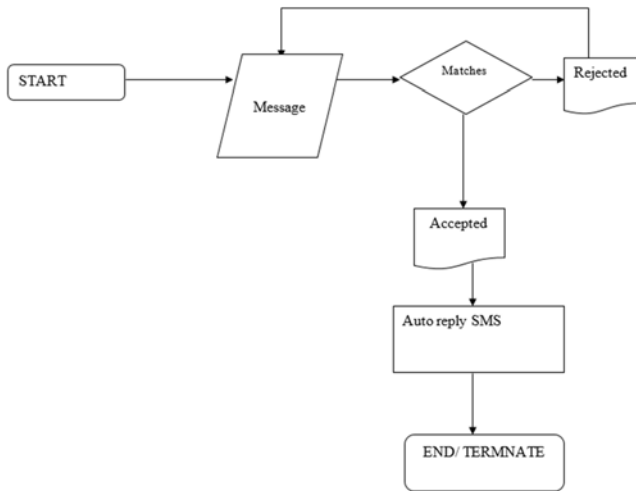 START
Message
Matches
Rejected
Accepted
Auto reply SMS
END/ TERMNATE